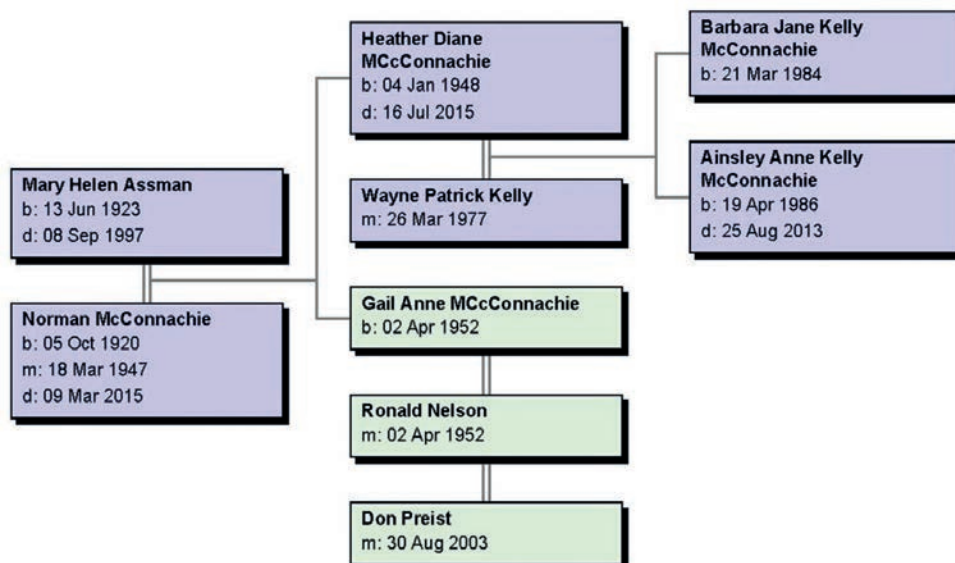 Mary Helen Assman
b: 13 Jun 1923
d: 08 Sep 1997
Norman McConnachie
b: 05 Oct 1920
m: 18 Mar 1947
d: 09 Mar 2015
Heather Diane
MCcConnachie
b: 04 Jan 1948
d: 16 Jul 2015
Wayne Patrick Kelly
m: 26 Mar 1977
Gail Anne MCcConnachie
b: 02 Apr 1952
Ronald Nelson
m: 02 Apr 1952
Don Preist
m: 30 Aug 2003
Barbara Jane Kelly
McConnachie
b: 21 Mar 1984
Ainsley Anne Kelly
McConnachie
b: 19 Apr 1986
d: 25 Aug 2013